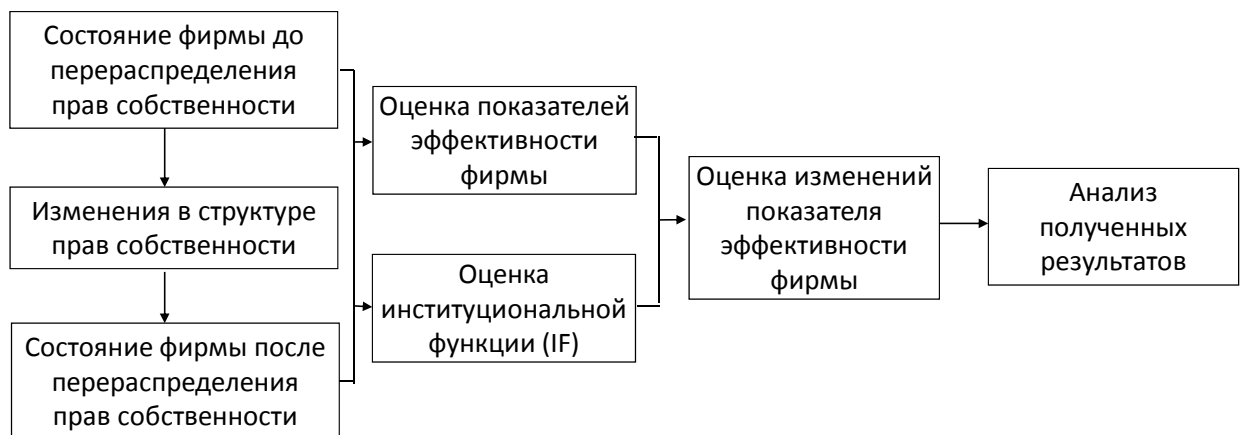 Состояние фирмы до
перераспределения
прав собственности
Изменения в структуре
прав собственности
Состояние фирмы после
перераспределения
прав собственности
Оценка показателей
эффективности
фирмы
Оценка
институциональной
функции (IF)
Оценка изменений
показателя
эффективности
фирмы
Анализ
полученных
результатов